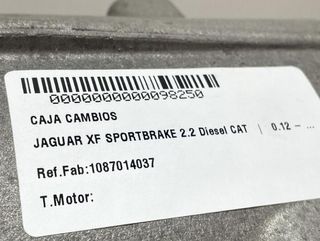 0000000000098250
CAJA CAMBIOS
JAGUAR XF SPORTBRAKE 2.2 Diesel CAT | 0.12 - ...
Ref.Fab:1087014037
T.Motor: